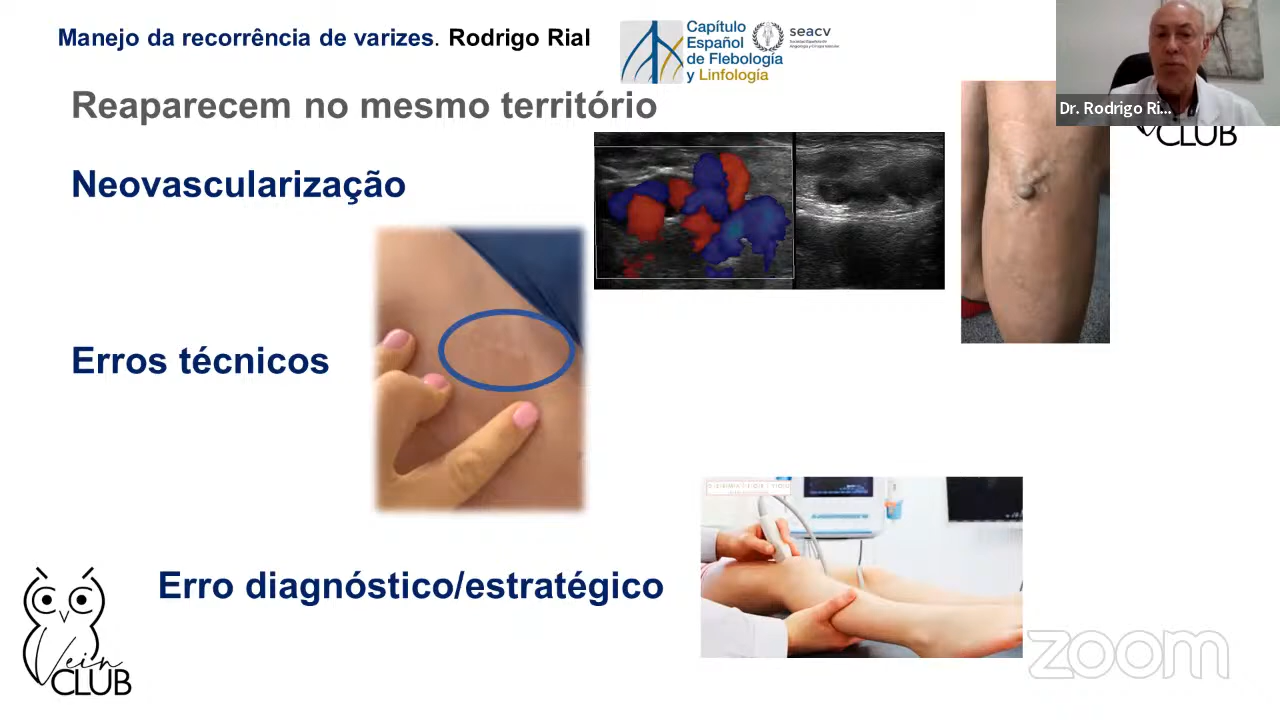 Manejo da recorrência de varizes. Rodrigo Rial
Capítulo
Español
de Flebología
y Linfología
seacv
Dr. Rodrigo Ri...
CLUB
Reaparecem no mesmo território
Neovascularização
Erros técnicos
Erro diagnóstico/estratégico
Vein
CLUB
zoom